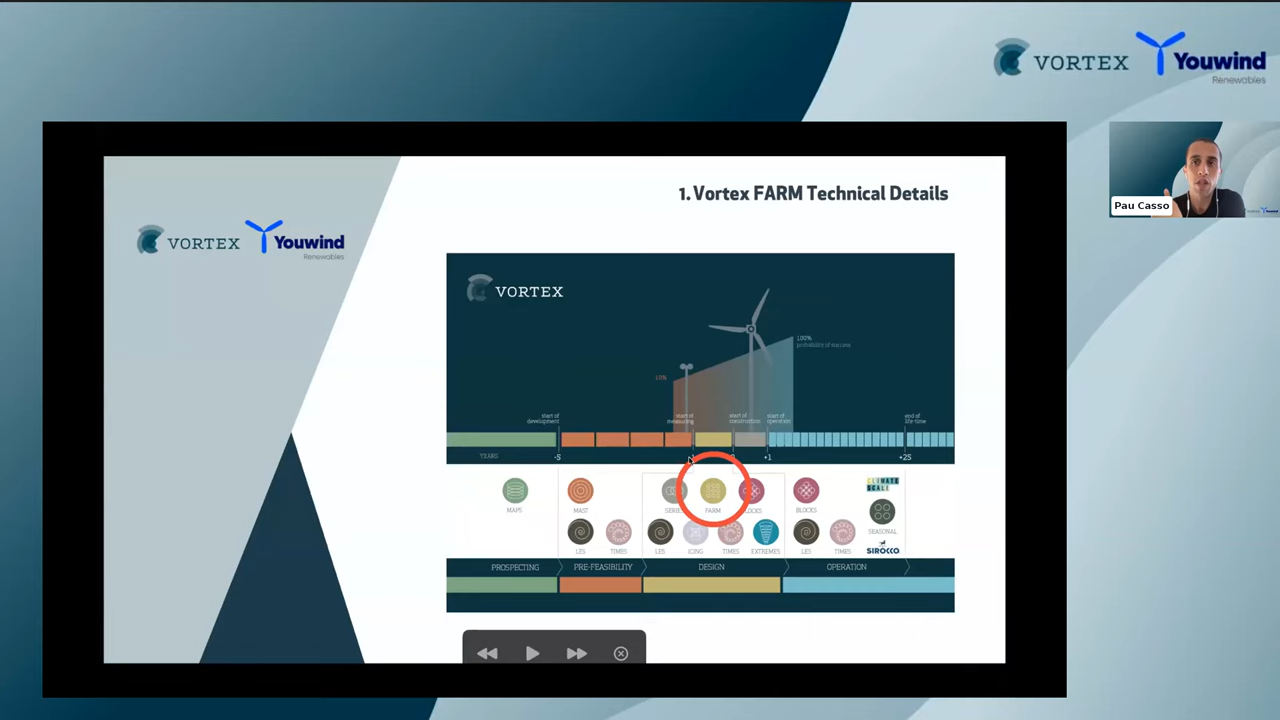 VORTEX
Youwind
Renewables
Pau Casso
1. Vortex FARM Technical Details
VORTEX
Youwind
Renewables
VORTEX
100%
probability of success
10%
start of
development
start of
measuring
start of
construction
start of
operation
end of
life-time
YEARS
-5
+1
+25
MAPS
MAST
SERIES
FARM
BLOCKS
BLOCKS
CLIMATE
SCALE
SEASONAL
LES
TIMES
LES
ICING
TIMES
EXTREMES
LES
TIMES
SIROCCO
PROSPECTING
PRE-FEASIBILITY
DESIGN
OPERATION